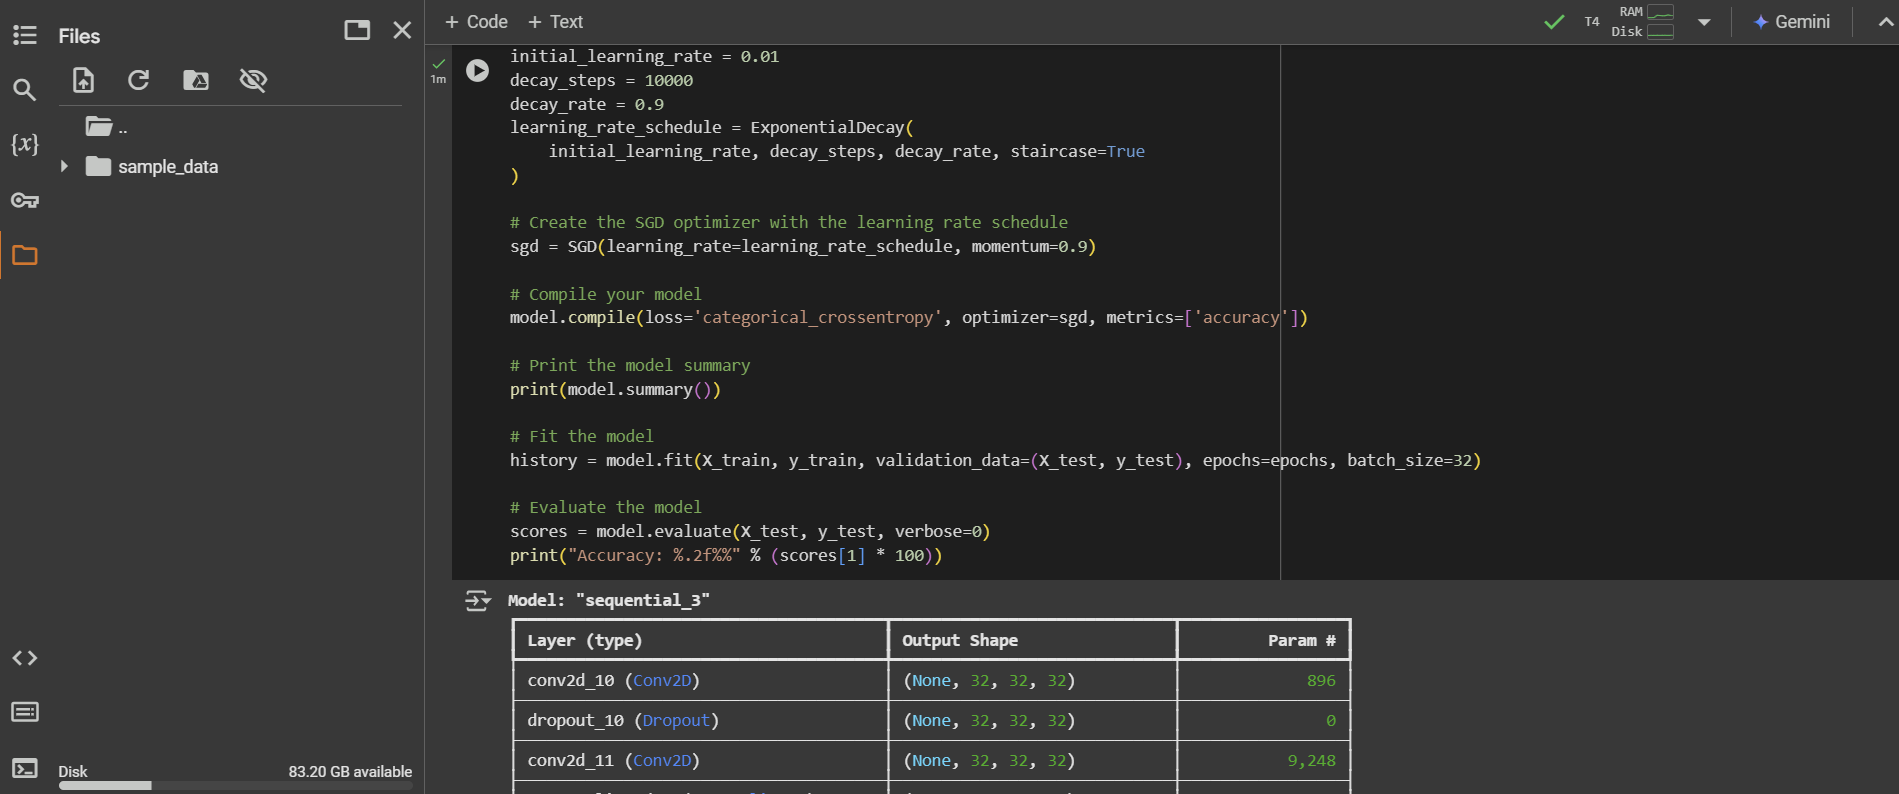 Files
{x}
..
sample_data
Disk
83.20 GB available
+ Code + Text
T4
RAM
Disk
Gemini
1m
initial_learning_rate = 0.01
decay_steps = 10000
decay_rate = 0.9
learning_rate_schedule = ExponentialDecay(
    initial_learning_rate, decay_steps, decay_rate, staircase=True
)
# Create the SGD optimizer with the learning rate schedule
sgd = SGD(learning_rate=learning_rate_schedule, momentum=0.9)
# Compile your model
model.compile(loss='categorical_crossentropy', optimizer=sgd, metrics=['accuracy'])
# Print the model summary
print(model.summary())
# Fit the model
history = model.fit(X_train, y_train, validation_data=(X_test, y_test), epochs=epochs, batch_size=32)
# Evaluate the model
scores = model.evaluate(X_test, y_test, verbose=0)
print("Accuracy: %.2f%%" % (scores[1] * 100))
Model: "sequential_3"
Layer (type) Output Shape Param #
conv2d_10 (Conv2D) (None, 32, 32, 32) 896
dropout_10 (Dropout) (None, 32, 32, 32) 0
conv2d_11 (Conv2D) (None, 32, 32, 32) 9,248